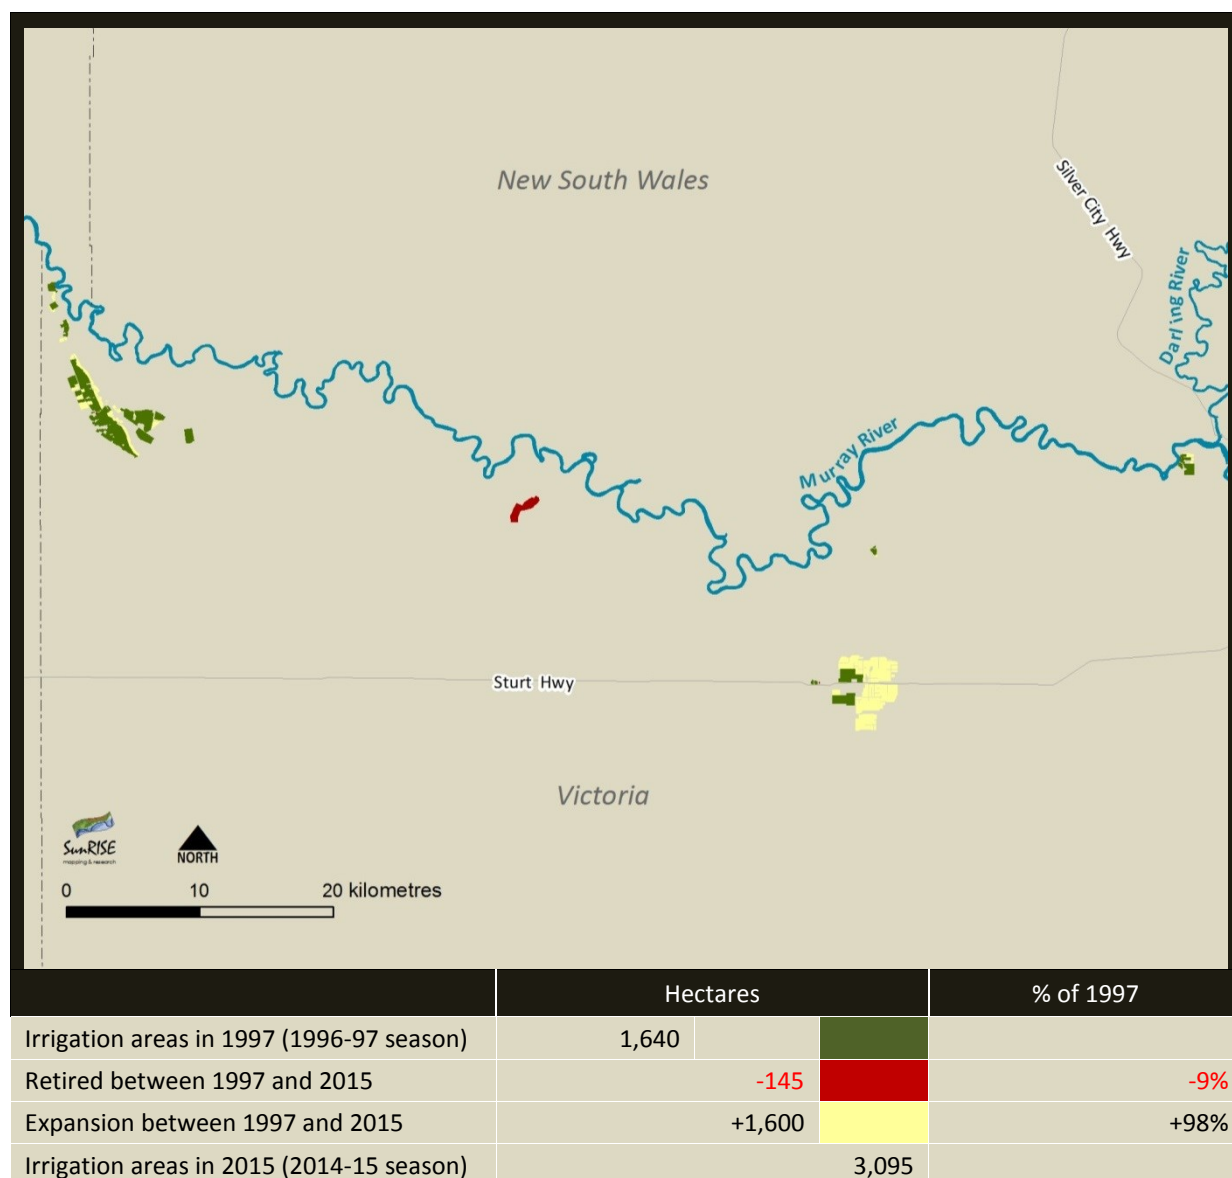 New South Wales
Silver City Hwy
Darling River
Murray River
Sturt Hwy
Victoria
SunRISE
mapping & research
NORTH
0 10 20 kilometres
Hectares % of 1997
Irrigation areas in 1997 (1996-97 season) 1,640
Retired between 1997 and 2015 -145 -9%
Expansion between 1997 and 2015 +1,600 +98%
Irrigation areas in 2015 (2014-15 season) 3,095